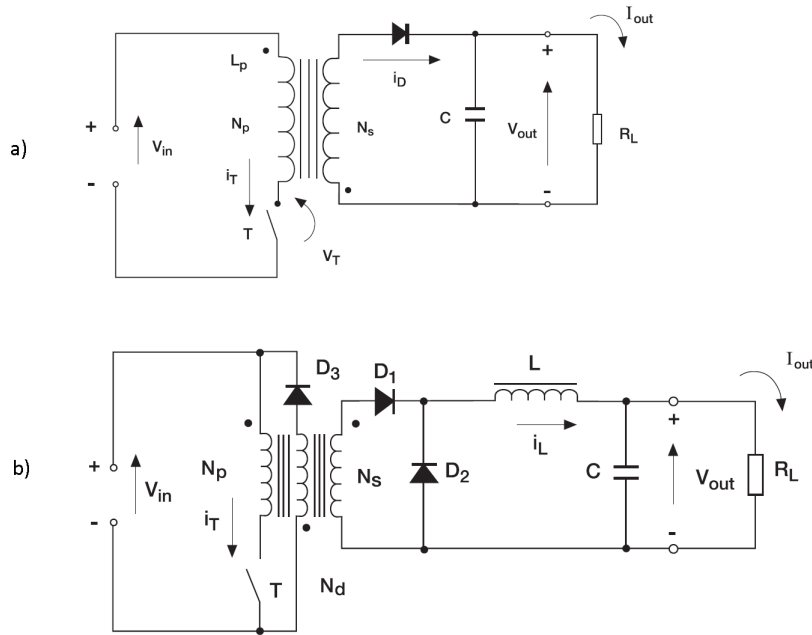 a)
+
-
V_in
L_p
N_p
i_T
T
V_T
N_s
i_D
C
+
V_out
-
R_L
I_out
b)
+
-
V_in
N_p
i_T
T
D_3
N_d
N_s
D_1
D_2
L
i_L
C
+
V_out
-
R_L
I_out